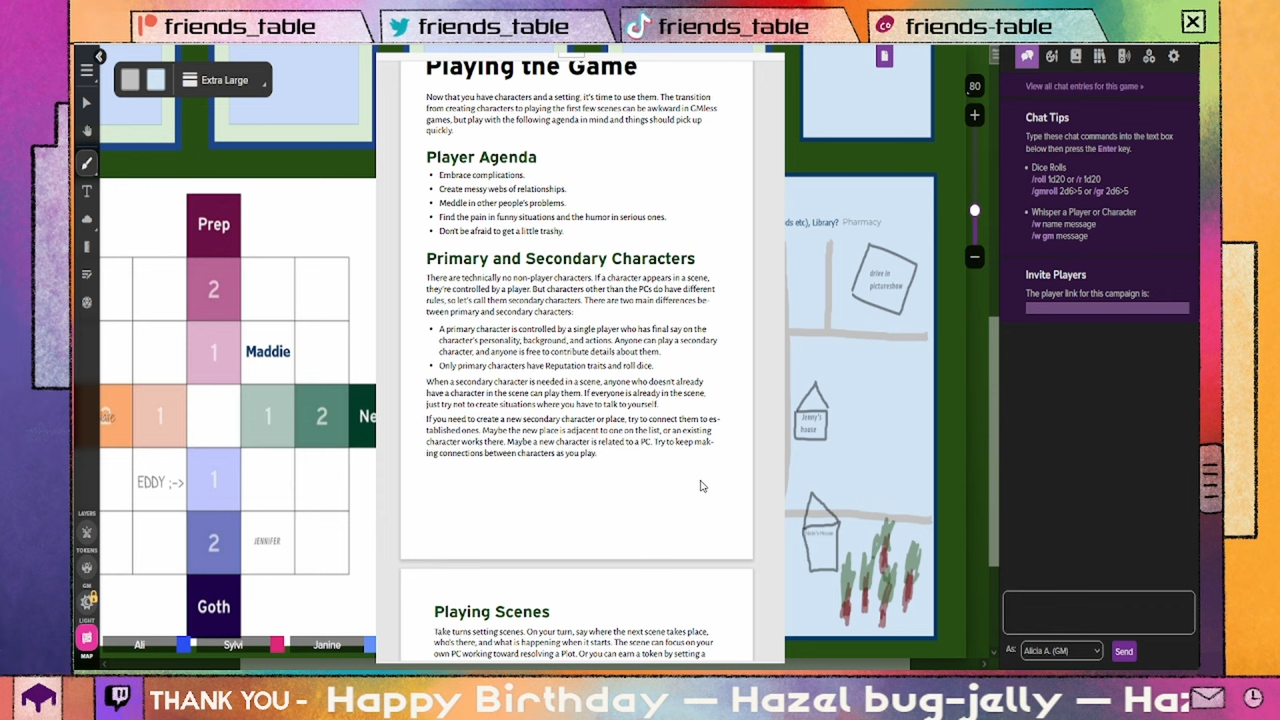 friends_table
friends_table
friends_table
friends-table
Extra Large
80
Prep
2
1
Maddie
1
1
2
Ne
EDDY ;->
1
2
JENNIFER
Goth
Ali
Sylvi
Janine
LAYERS
TOKENS
GM
LIGHT
MAP
Playing the Game
Now that you have characters and a setting, it's time to use them. The transition
from creating characters to playing the first few scenes can be awkward in GMless
games, but play with the following agenda in mind and things should pick up
quickly.
Player Agenda
• Embrace complications.
• Create messy webs of relationships.
• Meddle in other people's problems.
• Find the pain in funny situations and the humor in serious ones.
• Don't be afraid to get a little trashy.
Primary and Secondary Characters
There are technically no non-player characters. If a character appears in a scene,
they're controlled by a player. But characters other than the PCs do have different
rules, so let's call them secondary characters. There are two main differences be-
tween primary and secondary characters:
• A primary character is controlled by a single player who has final say on the
character's personality, background, and actions. Anyone can play a secondary
character, and anyone is free to contribute details about them.
• Only primary characters have Reputation traits and roll dice.
When a secondary character is needed in a scene, anyone who doesn't already
have a character in the scene can play them. If everyone is already in the scene,
just try not to create situations where you have to talk to yourself.
If you need to create a new secondary character or place, try to connect them to es-
tablished ones. Maybe the new place is adjacent to one on the list, or an existing
character works there. Maybe a new character is related to a PC. Try to keep mak-
ing connections between characters as you play.
Playing Scenes
Take turns setting scenes. On your turn, say where the next scene takes place,
who's there, and what is happening when it starts. The scene can focus on your
own PC working toward resolving a Plot. Or you can earn a token by setting a
ds etc), Library? Pharmacy
drive in
pictureshow
Jenny's
house
View all chat entries for this game »
Chat Tips
Type these chat commands into the text box
below then press the Enter key.
• Dice Rolls
/roll 1d20 or /r 1d20
/gmroll 2d6>5 or /gr 2d6>5
• Whisper a Player or Character
/w name message
/w gm message
Invite Players
The player link for this campaign is:
As: Alicia A. (GM) Send
THANK YOU - Happy Birthday — Hazel bug-jelly — Haz